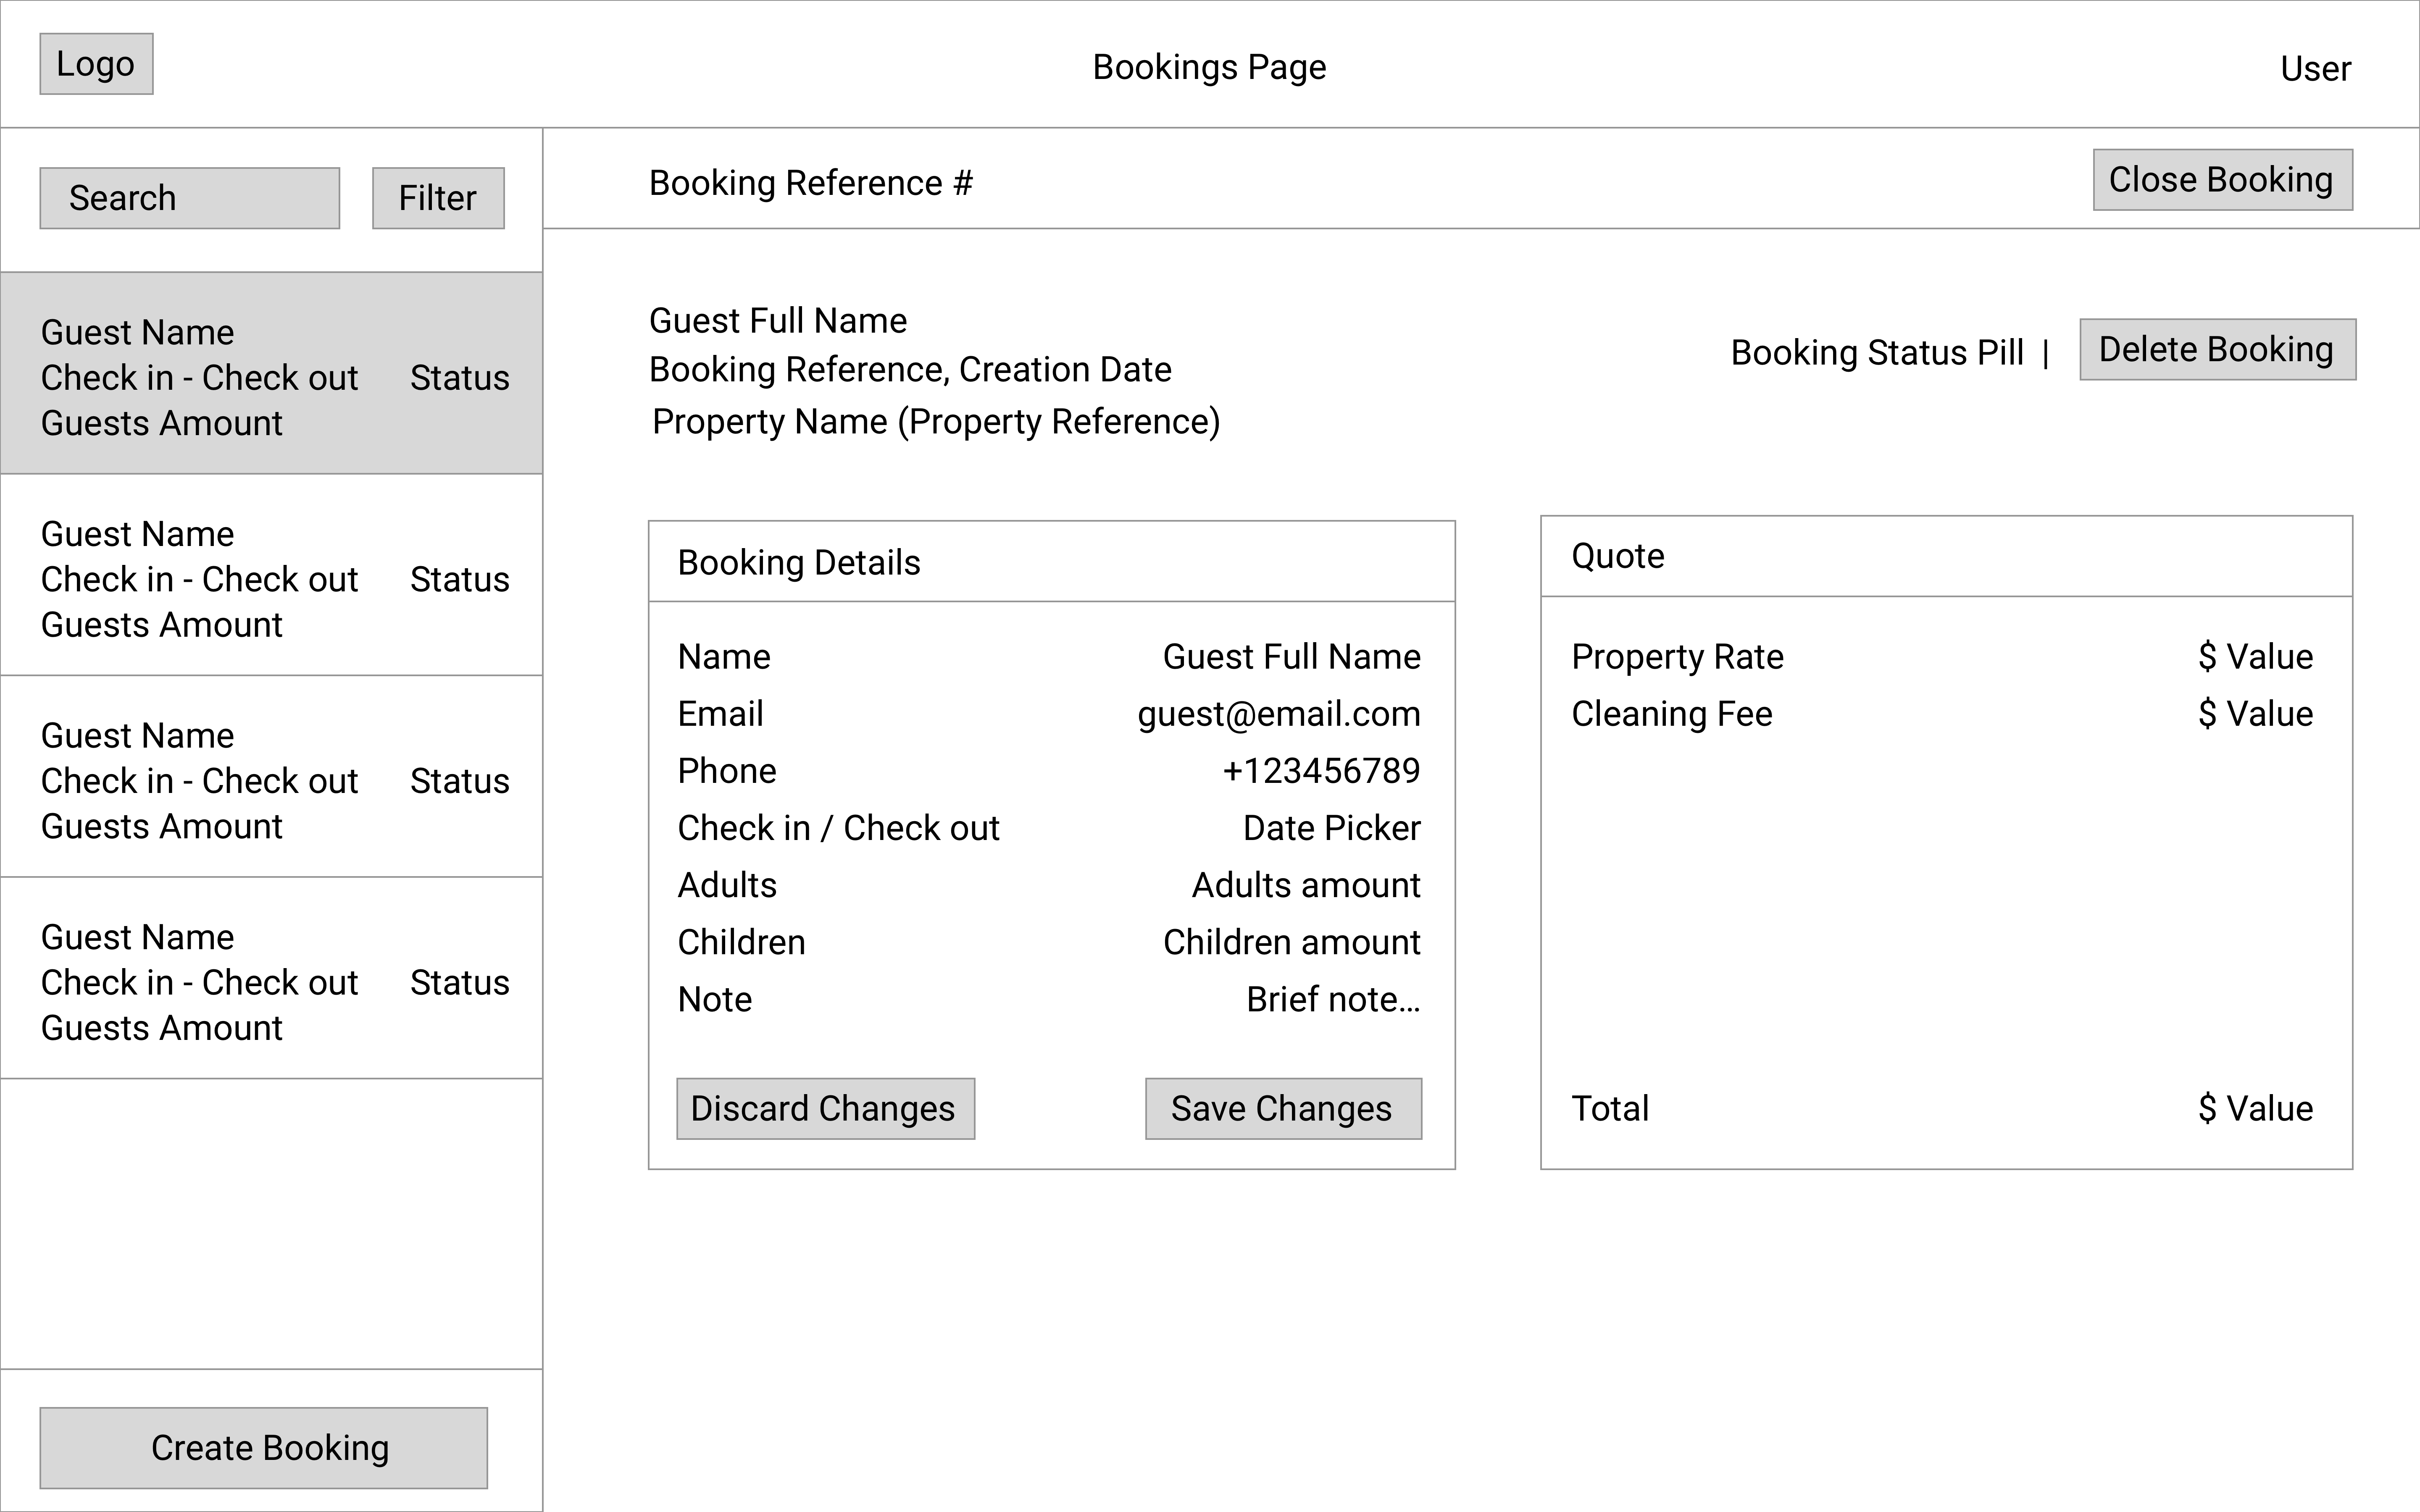 Logo
Bookings Page
User
Search
Filter
Booking Reference #
Close Booking
Guest Name
Check in - Check out
Status
Guests Amount
Guest Name
Check in - Check out
Status
Guests Amount
Guest Name
Check in - Check out
Status
Guests Amount
Guest Name
Check in - Check out
Status
Guests Amount
Create Booking
Guest Full Name
Booking Reference, Creation Date
Property Name (Property Reference)
Booking Status Pill |
Delete Booking
Booking Details
Name Guest Full Name
Email guest@email.com
Phone +123456789
Check in / Check out Date Picker
Adults Adults amount
Children Children amount
Note Brief note...
Discard Changes
Save Changes
Quote
Property Rate $ Value
Cleaning Fee $ Value
Total $ Value